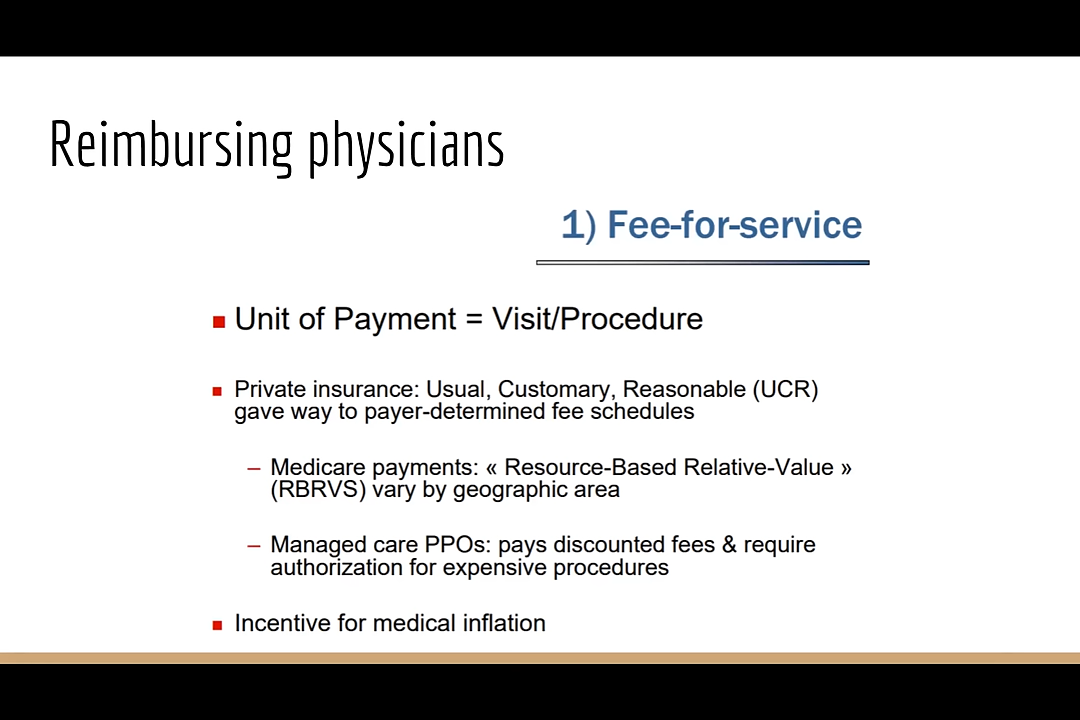 Reimbursing physicians
1) Fee-for-service
Unit of Payment = Visit/Procedure
Private insurance: Usual, Customary, Reasonable (UCR)
gave way to payer-determined fee schedules
– Medicare payments: « Resource-Based Relative-Value »
(RBRVS) vary by geographic area
– Managed care PPOs: pays discounted fees & require
authorization for expensive procedures
Incentive for medical inflation